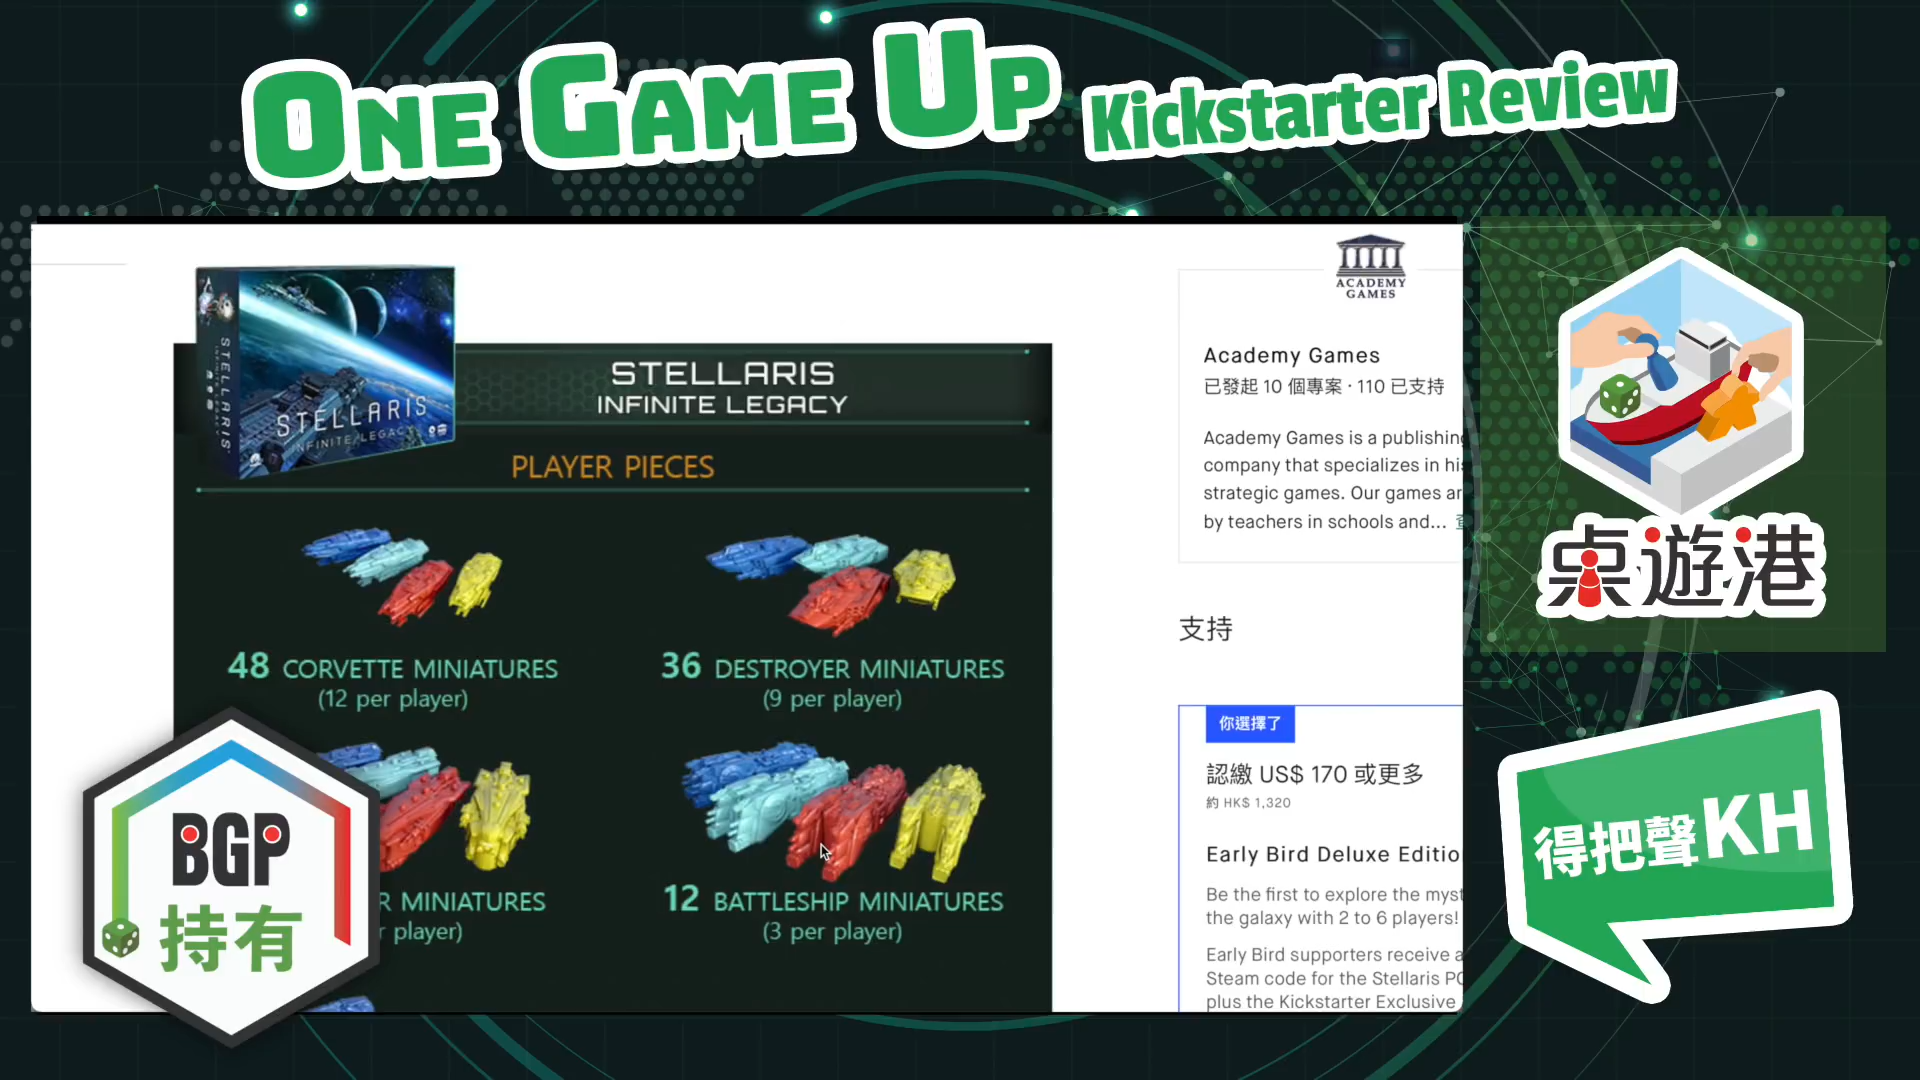 ONE GAME UP Kickstarter Review
STELLARIS
INFINITE LEGACY
STELLARIS
INFINITE LEGACY
STELLARIS
INFINITE LEGACY
PLAYER PIECES
48 CORVETTE MINIATURES
(12 per player)
36 DESTROYER MINIATURES
(9 per player)
R MINIATURES
r player)
12 BATTLESHIP MINIATURES
(3 per player)
ACADEMY
GAMES
Academy Games
已發起 10 個專案 · 110 已支持
Academy Games is a publishing
company that specializes in his
strategic games. Our games ar
by teachers in schools and...
支持
你選擇了
認繳 US$ 170 或更多
約 HK$ 1,320
Early Bird Deluxe Editio
Be the first to explore the myst
the galaxy with 2 to 6 players!
Early Bird supporters receive a
Steam code for the Stellaris PC
plus the Kickstarter Exclusive
桌遊港
得把聲KH
BGP
持有